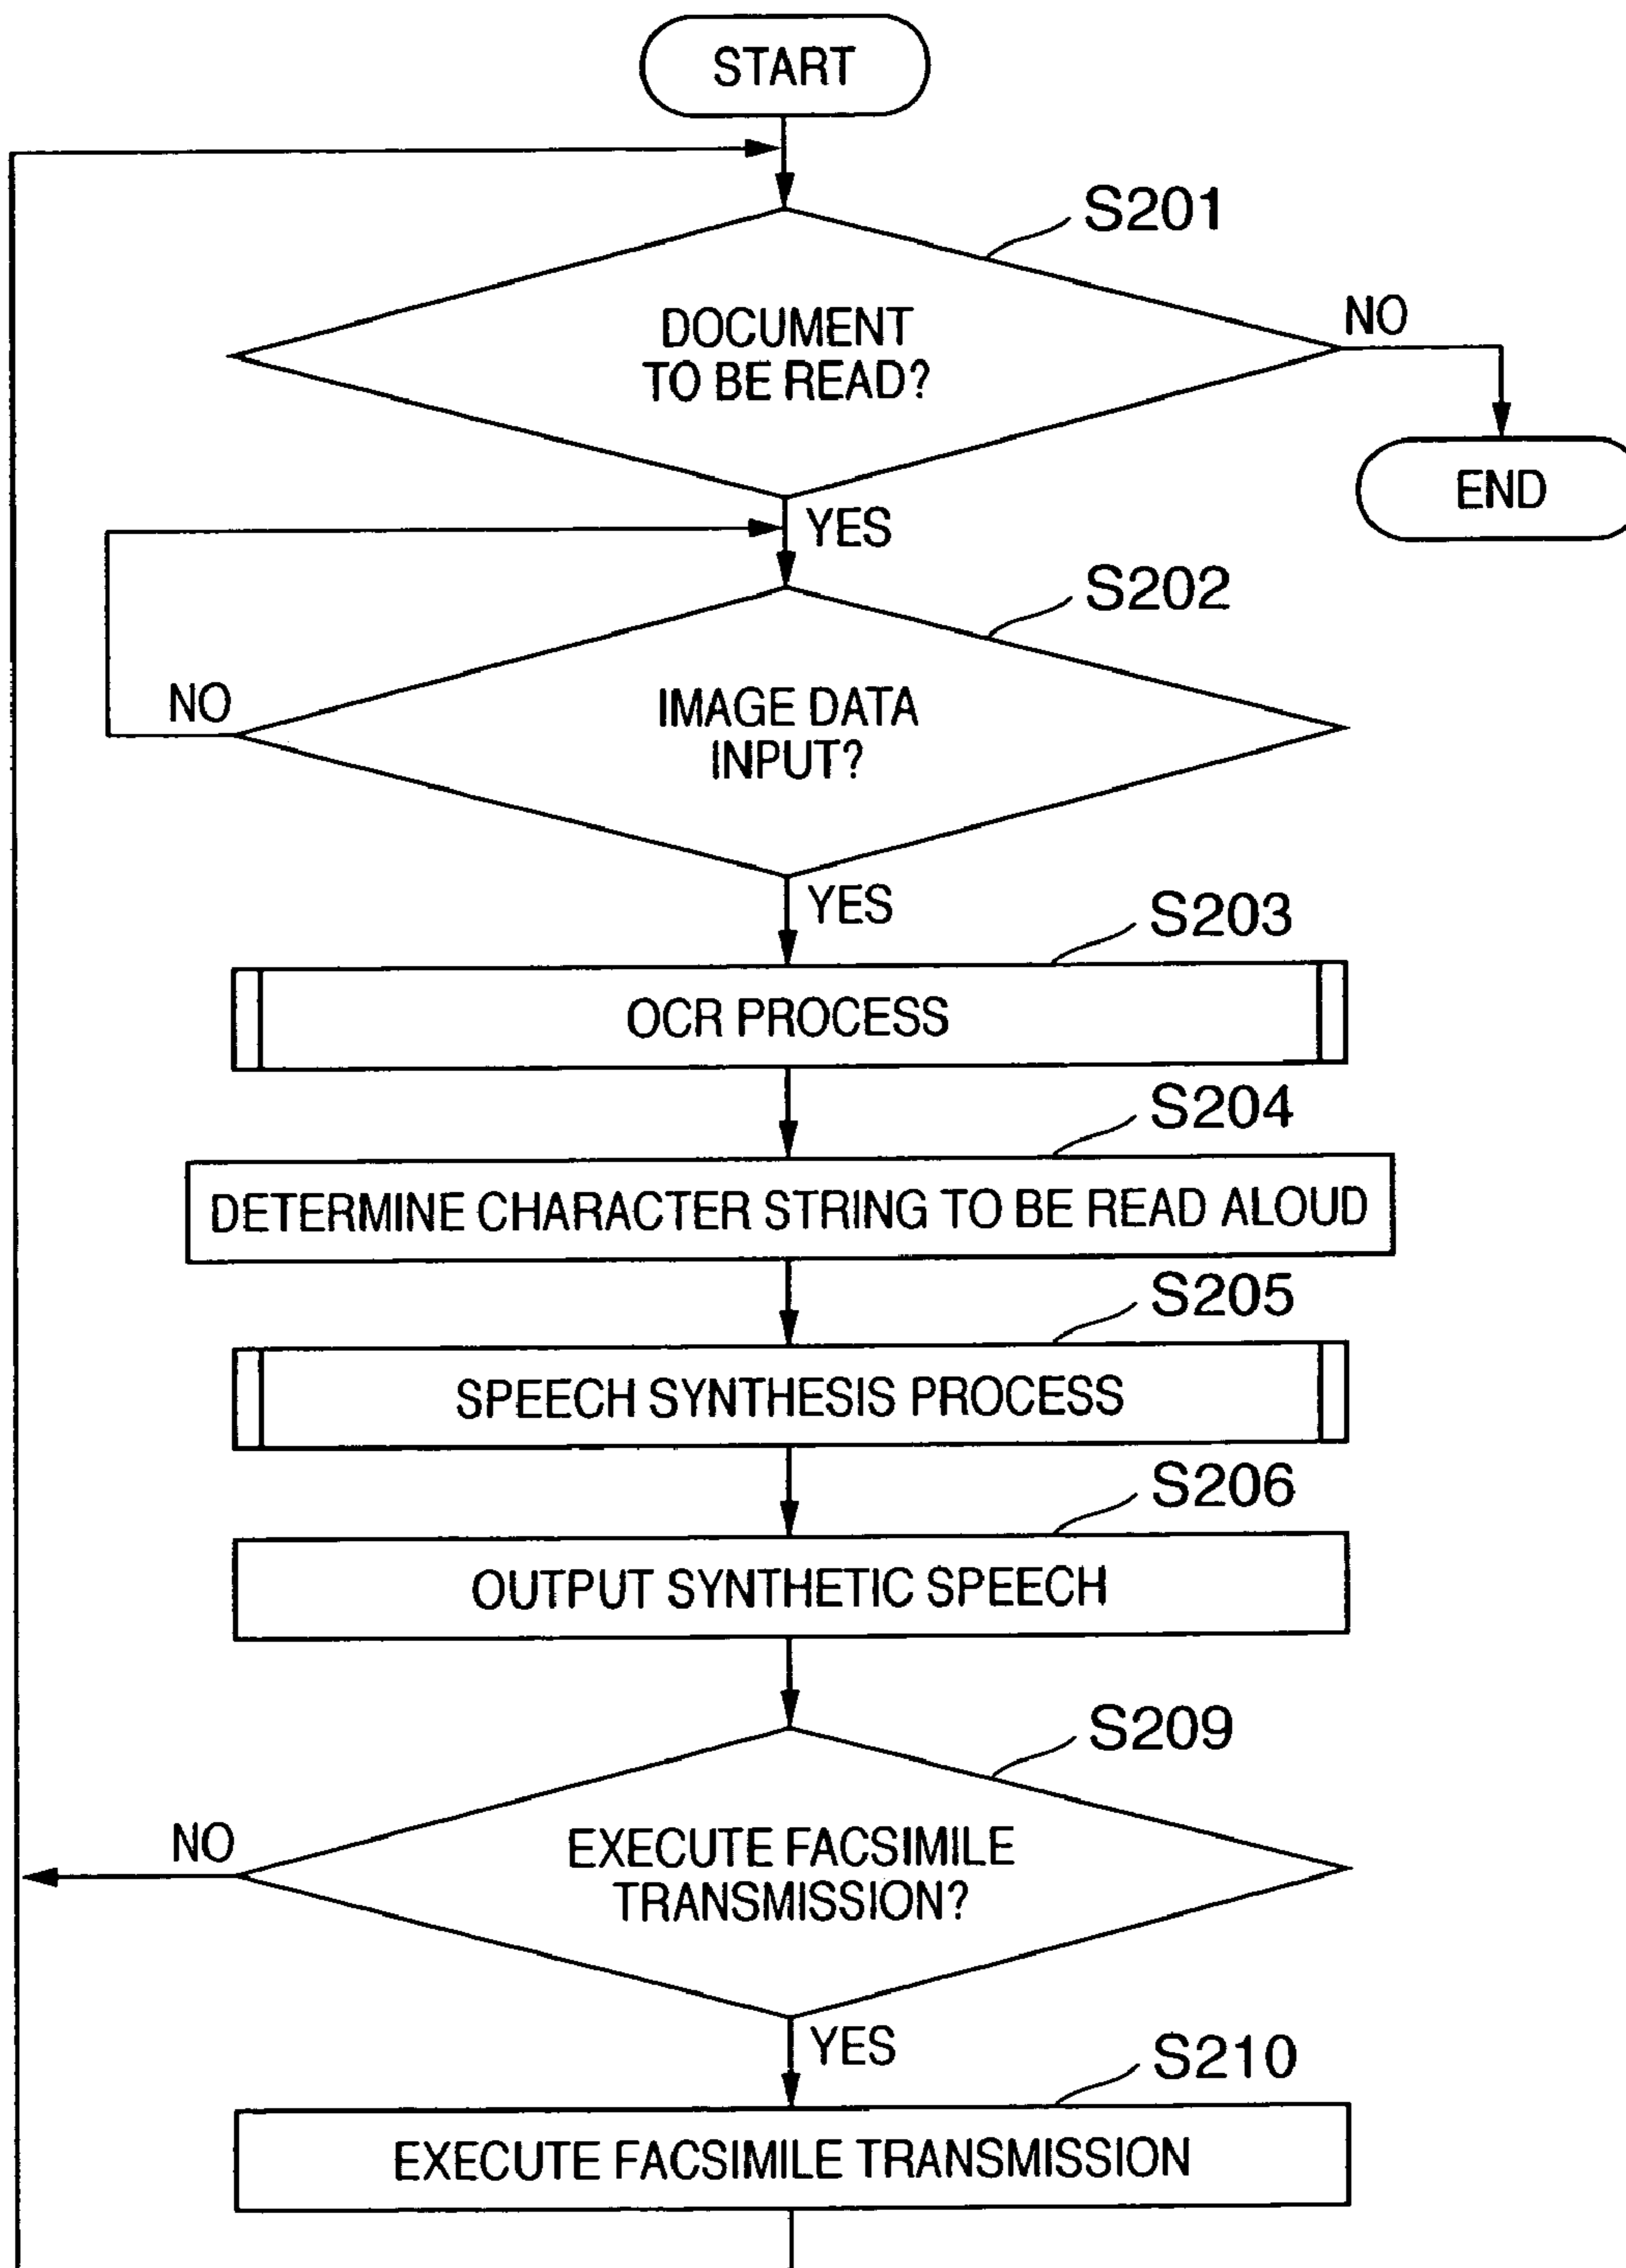 START
S201
DOCUMENT
TO BE READ?
NO
END
YES
S202
IMAGE DATA
INPUT?
NO
YES
S203
OCR PROCESS
S204
DETERMINE CHARACTER STRING TO BE READ ALOUD
S205
SPEECH SYNTHESIS PROCESS
S206
OUTPUT SYNTHETIC SPEECH
S209
EXECUTE FACSIMILE
TRANSMISSION?
NO
YES
S210
EXECUTE FACSIMILE TRANSMISSION